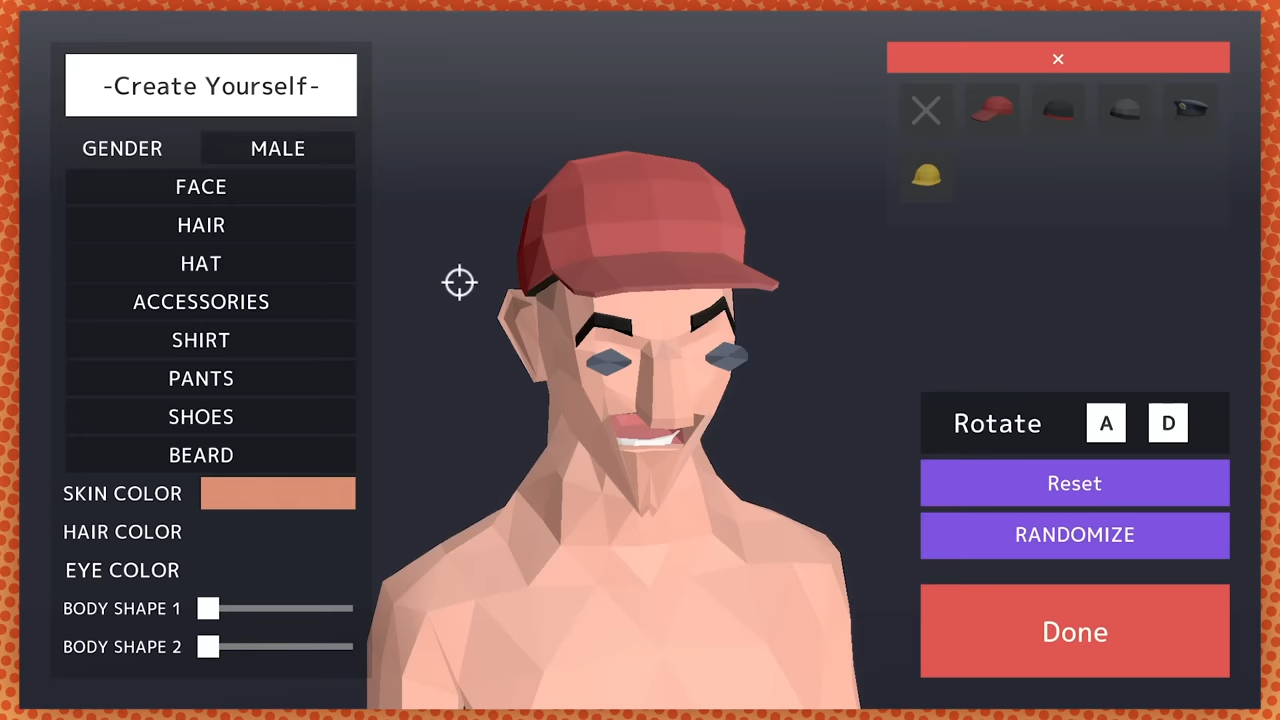 -Create Yourself-
GENDER MALE
FACE
HAIR
HAT
ACCESSORIES
SHIRT
PANTS
SHOES
BEARD
SKIN COLOR
HAIR COLOR
EYE COLOR
BODY SHAPE 1
BODY SHAPE 2
×
Rotate A D
Reset
RANDOMIZE
Done